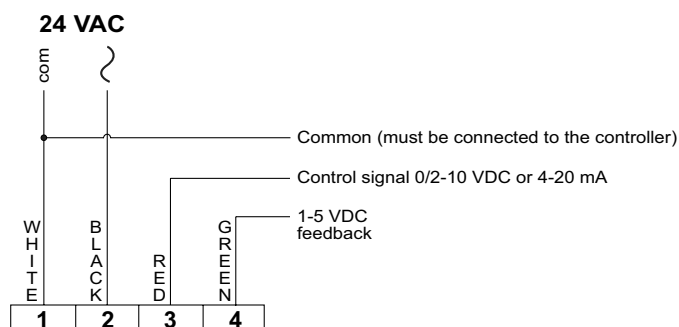 24 VAC
com
Common (must be connected to the controller)
Control signal 0/2-10 VDC or 4-20 mA
1-5 VDC
feedback
WHITE
BLACK
RED
GREEN
1 2 3 4